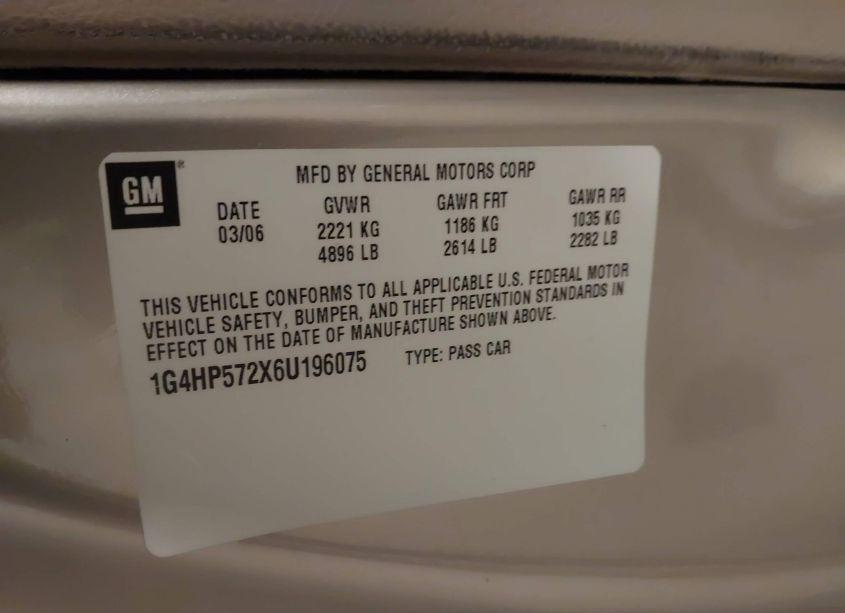 GM®
MFD BY GENERAL MOTORS CORP
DATE GVWR GAWR FRT GAWR RR
03/06 2221 KG 1186 KG 1035 KG
4896 LB 2614 LB 2282 LB
THIS VEHICLE CONFORMS TO ALL APPLICABLE U.S. FEDERAL MOTOR
VEHICLE SAFETY, BUMPER, AND THEFT PREVENTION STANDARDS IN
EFFECT ON THE DATE OF MANUFACTURE SHOWN ABOVE.
1G4HP572X6U196075 TYPE: PASS CAR